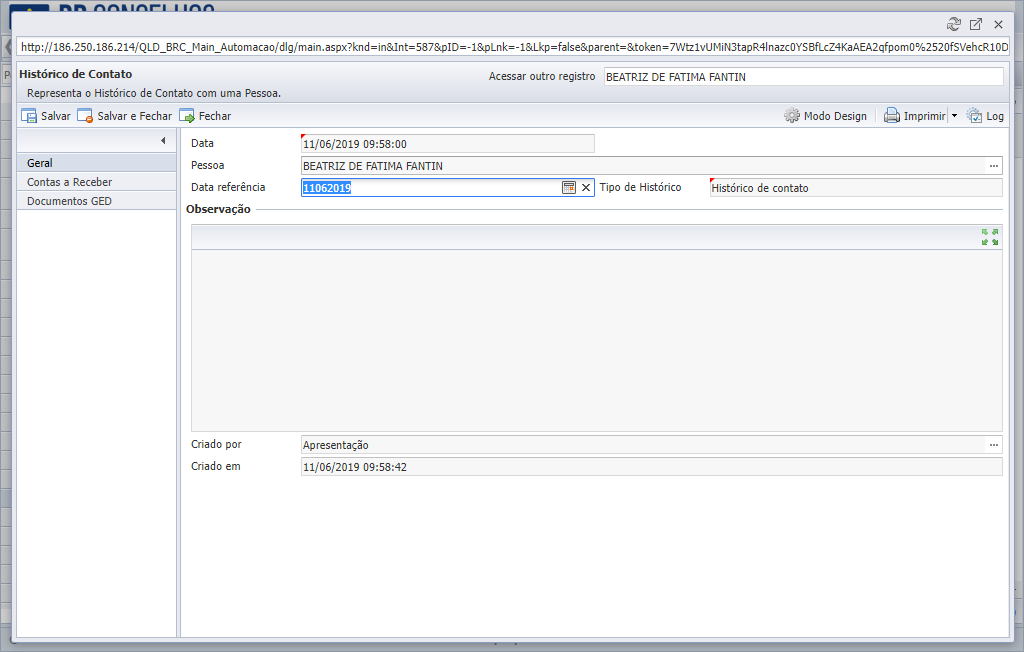 http://186.250.186.214/QLD_BRC_Main_Automacao/dlg/main.aspx?knd=in&Int=587&pID=-1&pLnk=-1&Lkp=false&parent=&token=7Wtz1vUMiN3tapR4lnazc0YSBfLcZ4KaAEA2qfpom0%2520fSVehcR10D
Histórico de Contato
Acessar outro registro BEATRIZ DE FATIMA FANTIN
Representa o Histórico de Contato com uma Pessoa.
Salvar Salvar e Fechar Fechar Modo Design Imprimir Log
Geral
Contas a Receber
Documentos GED
Data 11/06/2019 09:58:00
Pessoa BEATRIZ DE FATIMA FANTIN ...
Data referência 11062019 Tipo de Histórico Histórico de contato
Observação
Criado por Apresentação ...
Criado em 11/06/2019 09:58:42